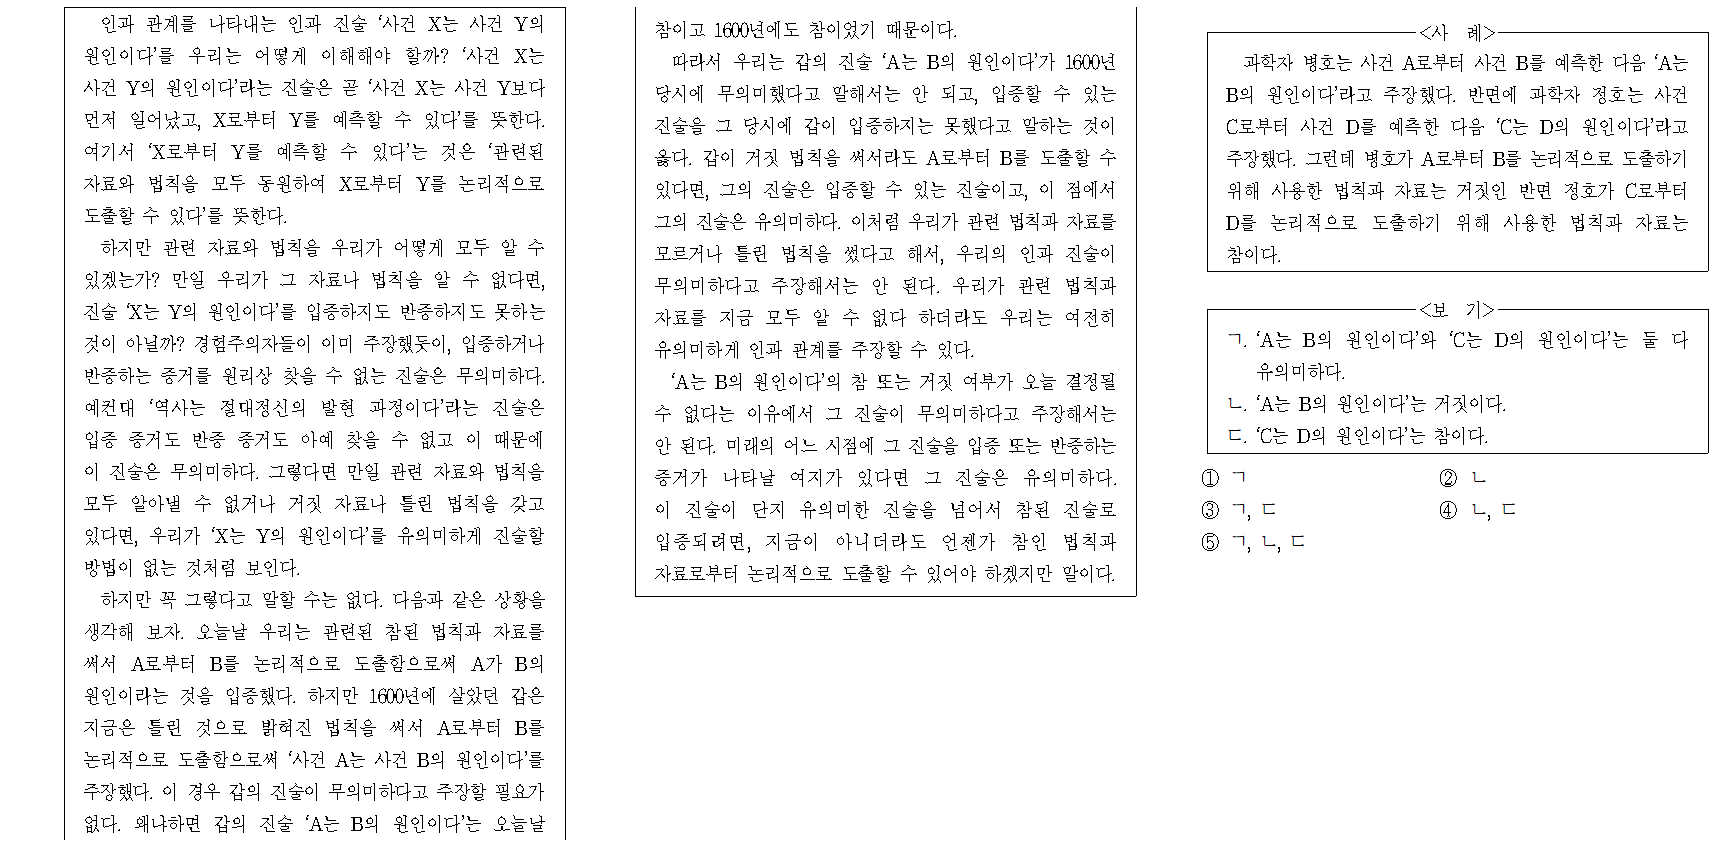 인과 관계를 나타내는 인과 진술 ‘사건 X는 사건 Y의
원인이다’를 우리는 어떻게 이해해야 할까? ‘사건 X는
사건 Y의 원인이다’라는 진술은 곧 ‘사건 X는 사건 Y보다
먼저 일어났고, X로부터 Y를 예측할 수 있다’를 뜻한다.
여기서 ‘X로부터 Y를 예측할 수 있다’는 것은 ‘관련된
자료와 법칙을 모두 동원하여 X로부터 Y를 논리적으로
도출할 수 있다’를 뜻한다.
하지만 관련 자료와 법칙을 우리가 어떻게 모두 알 수
있겠는가? 만일 우리가 그 자료나 법칙을 알 수 없다면,
진술 ‘X는 Y의 원인이다’를 입증하지도 반증하지도 못하는
것이 아닐까? 경험주의자들이 이미 주장했듯이, 입증하거나
반증하는 증거를 원리상 찾을 수 없는 진술은 무의미하다.
예컨대 ‘역사는 절대정신의 발현 과정이다’라는 진술은
입증 증거도 반증 증거도 아예 찾을 수 없고 이 때문에
이 진술은 무의미하다. 그렇다면 만일 관련 자료와 법칙을
모두 알아낼 수 없거나 거짓 자료나 틀린 법칙을 갖고
있다면, 우리가 ‘X는 Y의 원인이다’를 유의미하게 진술할
방법이 없는 것처럼 보인다.
하지만 꼭 그렇다고 말할 수는 없다. 다음과 같은 상황을
생각해 보자. 오늘날 우리는 관련된 참된 법칙과 자료를
써서 A로부터 B를 논리적으로 도출함으로써 A가 B의
원인이라는 것을 입증했다. 하지만 1600년에 살았던 갑은
지금은 틀린 것으로 밝혀진 법칙을 써서 A로부터 B를
논리적으로 도출함으로써 ‘사건 A는 사건 B의 원인이다’를
주장했다. 이 경우 갑의 진술이 무의미하다고 주장할 필요가
없다. 왜냐하면 갑의 진술 ‘A는 B의 원인이다’는 오늘날
참이고 1600년에도 참이었기 때문이다.
따라서 우리는 갑의 진술 ‘A는 B의 원인이다’가 1600년
당시에 무의미했다고 말해서는 안 되고, 입증할 수 있는
진술을 그 당시에 갑이 입증하지는 못했다고 말하는 것이
옳다. 갑이 거짓 법칙을 써서라도 A로부터 B를 도출할 수
있다면, 그의 진술은 입증할 수 있는 진술이고, 이 점에서
그의 진술은 유의미하다. 이처럼 우리가 관련 법칙과 자료를
모르거나 틀린 법칙을 썼다고 해서, 우리의 인과 진술이
무의미하다고 주장해서는 안 된다. 우리가 관련 법칙과
자료를 지금 모두 알 수 없다 하더라도 우리는 여전히
유의미하게 인과 관계를 주장할 수 있다.
‘A는 B의 원인이다’의 참 또는 거짓 여부가 오늘 결정될
수 없다는 이유에서 그 진술이 무의미하다고 주장해서는
안 된다. 미래의 어느 시점에 그 진술을 입증 또는 반증하는
증거가 나타날 여지가 있다면 그 진술은 유의미하다.
이 진술이 단지 유의미한 진술을 넘어서 참된 진술로
입증되려면, 지금이 아니더라도 언젠가 참인 법칙과
자료로부터 논리적으로 도출할 수 있어야 하겠지만 말이다.
<사 례>
과학자 병호는 사건 A로부터 사건 B를 예측한 다음 ‘A는
B의 원인이다’라고 주장했다. 반면에 과학자 정호는 사건
C로부터 사건 D를 예측한 다음 ‘C는 D의 원인이다’라고
주장했다. 그런데 병호가 A로부터 B를 논리적으로 도출하기
위해 사용한 법칙과 자료는 거짓인 반면 정호가 C로부터
D를 논리적으로 도출하기 위해 사용한 법칙과 자료는
참이다.
<보 기>
ㄱ. ‘A는 B의 원인이다’와 ‘C는 D의 원인이다’는 둘 다
유의미하다.
ㄴ. ‘A는 B의 원인이다’는 거짓이다.
ㄷ. ‘C는 D의 원인이다’는 참이다.
① ㄱ ② ㄴ
③ ㄱ, ㄷ ④ ㄴ, ㄷ
⑤ ㄱ, ㄴ, ㄷ